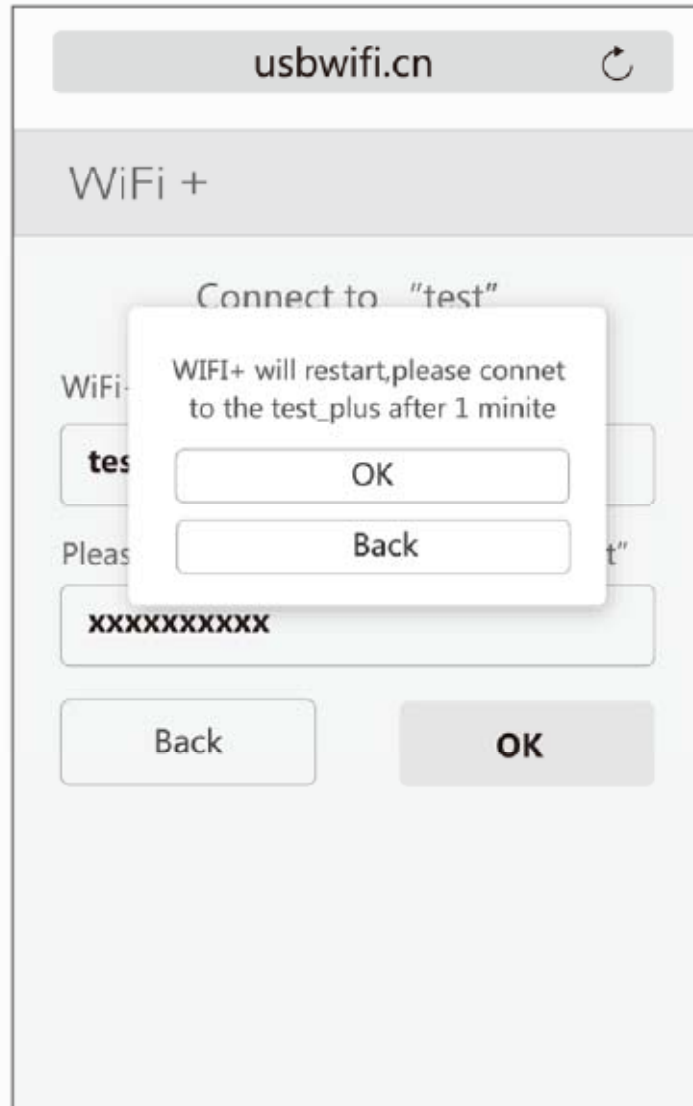 usbwifi.cn
WiFi +
Connect to "test"
WIFI+ will restart,please connet
to the test_plus after 1 minite
WiFi-
tes
OK
Back
Pleas t"
xxxxxxxxxx
Back OK